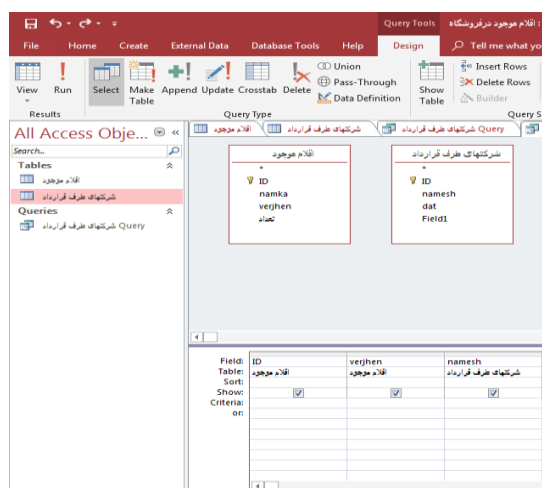 Query Tools : اقلام موجود درفروشگاه
File Home Create External Data Database Tools Help Design Tell me what yo
View Run Select Make Table Append Update Crosstab Delete Union Pass-Through Data Definition Show Table Insert Rows Delete Rows Builder
Results Query Type Query S
All Access Obje... «
Search...
Tables
اقلام موجود
شرکتهای طرف قرارداد
Queries
شرکتهای طرف قرارداد Query
اقلام موجود شرکتهای طرف قرارداد شرکتهای طرف قرارداد Query
اقلام موجود
*
ID
namka
verjhen
تعداد
شرکتهای طرف قرارداد
*
ID
namesh
dat
Field1
Field: ID verjhen namesh
Table: اقلام موجود اقلام موجود شرکتهای طرف قرارداد
Sort:
Show:
Criteria:
or: